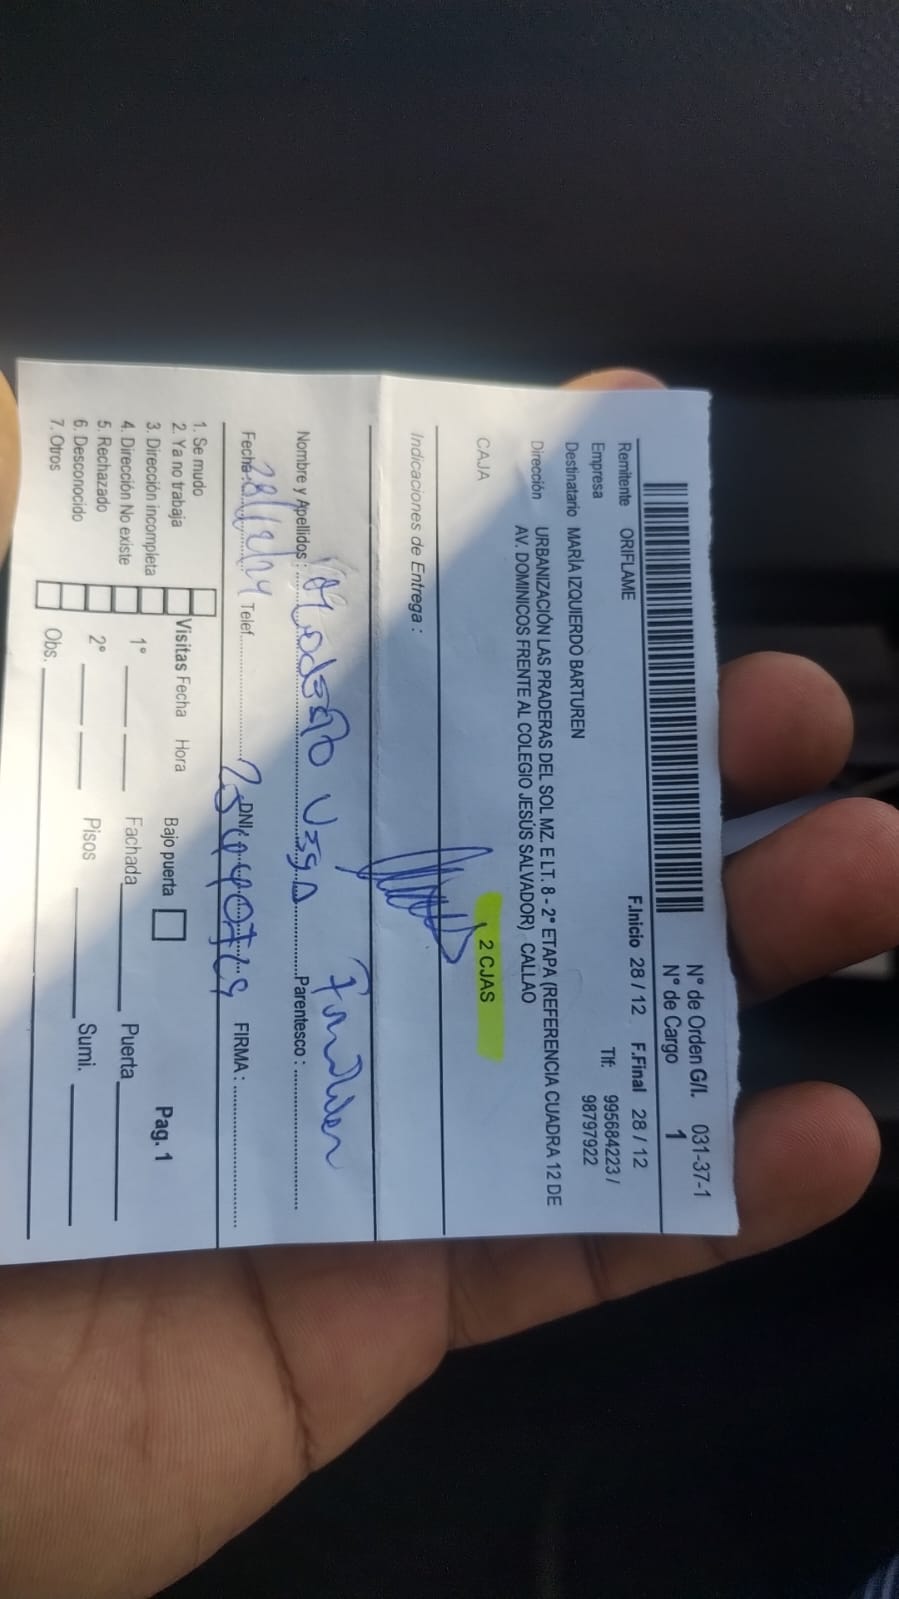 N° de Orden G/I. 031-37-1
N° de Cargo 1
F.Inicio 28 / 12 F.Final 28 / 12
Remitente ORIFLAME
Tlf: 995684223 /
98797922
Empresa
Destinatario MARÍA IZQUIERDO BARTUREN
Dirección URBANIZACIÓN LAS PRADERAS DEL SOL MZ. E LT. 8 - 2° ETAPA (REFERENCIA CUADRA 12 DE
AV. DOMINICOS FRENTE AL COLEGIO JESÚS SALVADOR) CALLAO
CAJA 2 CJAS
Indicaciones de Entrega :
Nombre y Apellidos : Modesto Vega Parentesco : Familiar
Fecha: 28/12/24 Telef. DNI: FIRMA :
1. Se mudo
2. Ya no trabaja
3. Dirección incompleta
4. Dirección No existe
5. Rechazado
6. Desconocido
7. Otros
Visitas Fecha Hora
1°
2°
Obs.
Bajo puerta
Pag. 1
Fachada Puerta
Pisos Sumi.